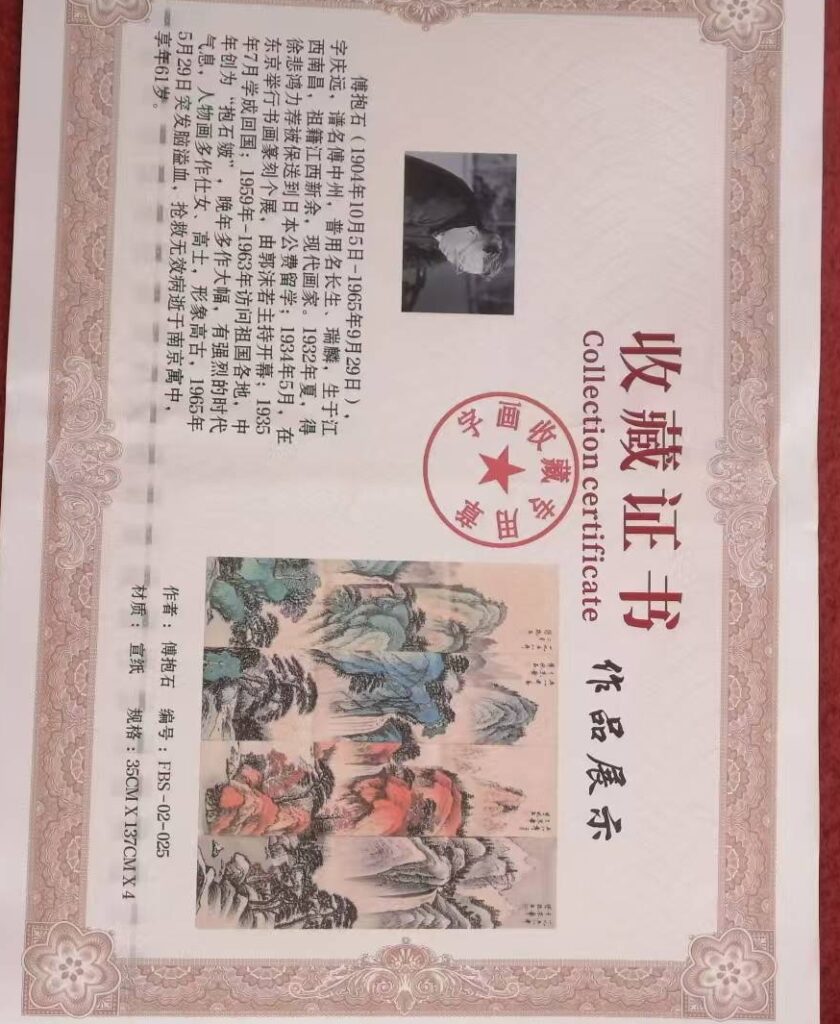 收藏证书
Collection certificate
作品展示
字画收藏专用章
傅抱石（1904年10月5日-1965年9月29日），
字庆远，谱名傅中州，曾用名长生、瑞麟，生于江
西南昌，祖籍江西新余，现代画家。1932年夏，得
徐悲鸿力荐被保送到日本公费留学；1934年5月，在
东京举行书画篆刻个展，由郭沫若主持开幕；1935
年7月学成回国；1959年-1963年访问祖国各地，中
年创为“抱石皴”，晚年多作大幅，有强烈的时代
气息，人物画多作仕女、高士，形象高古，1965年
5月29日突发脑溢血，抢救无效病逝于南京寓中，
享年61岁。
作者：傅抱石 编号：FBS-02-025
材质：宣纸 规格：35CM X 137CM X 4